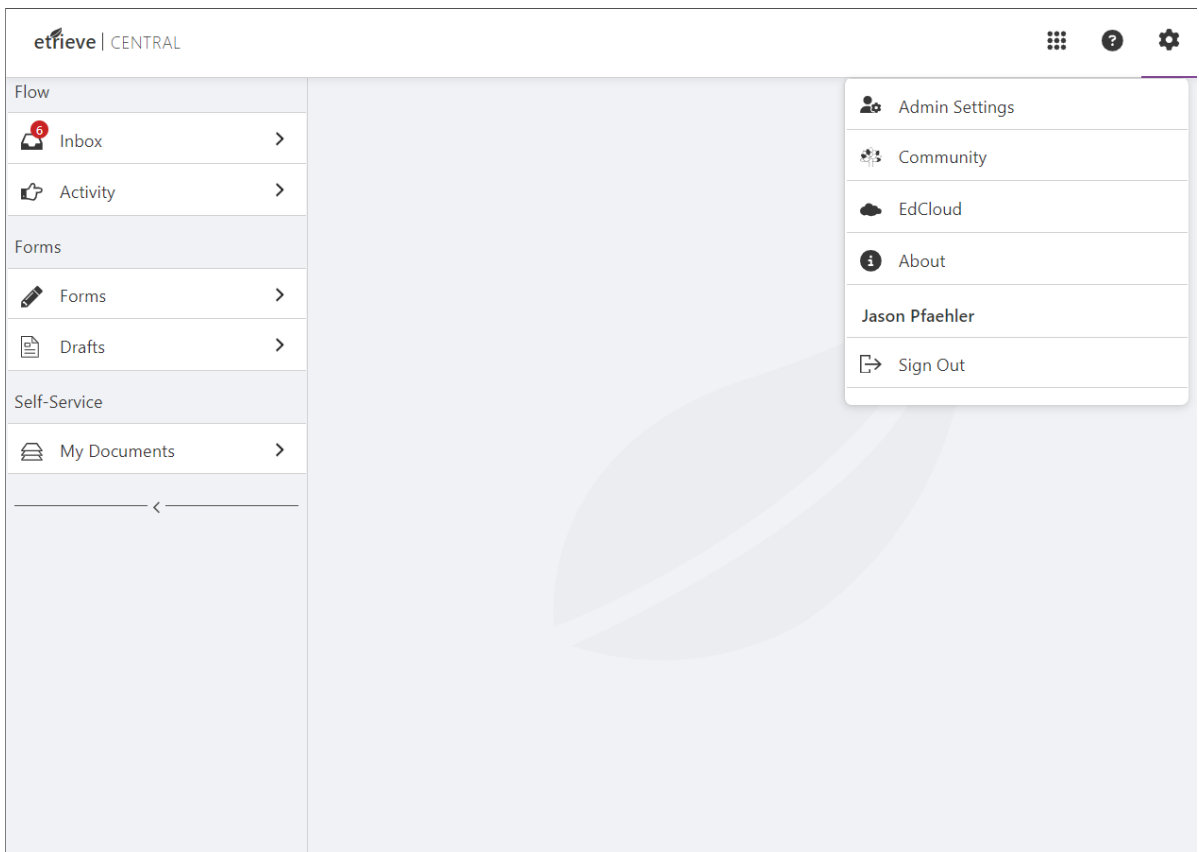 etrieve | CENTRAL
?
Flow
6
Inbox
Activity
Forms
Forms
Drafts
Self-Service
My Documents
Admin Settings
Community
EdCloud
i
About
Jason Pfaehler
Sign Out